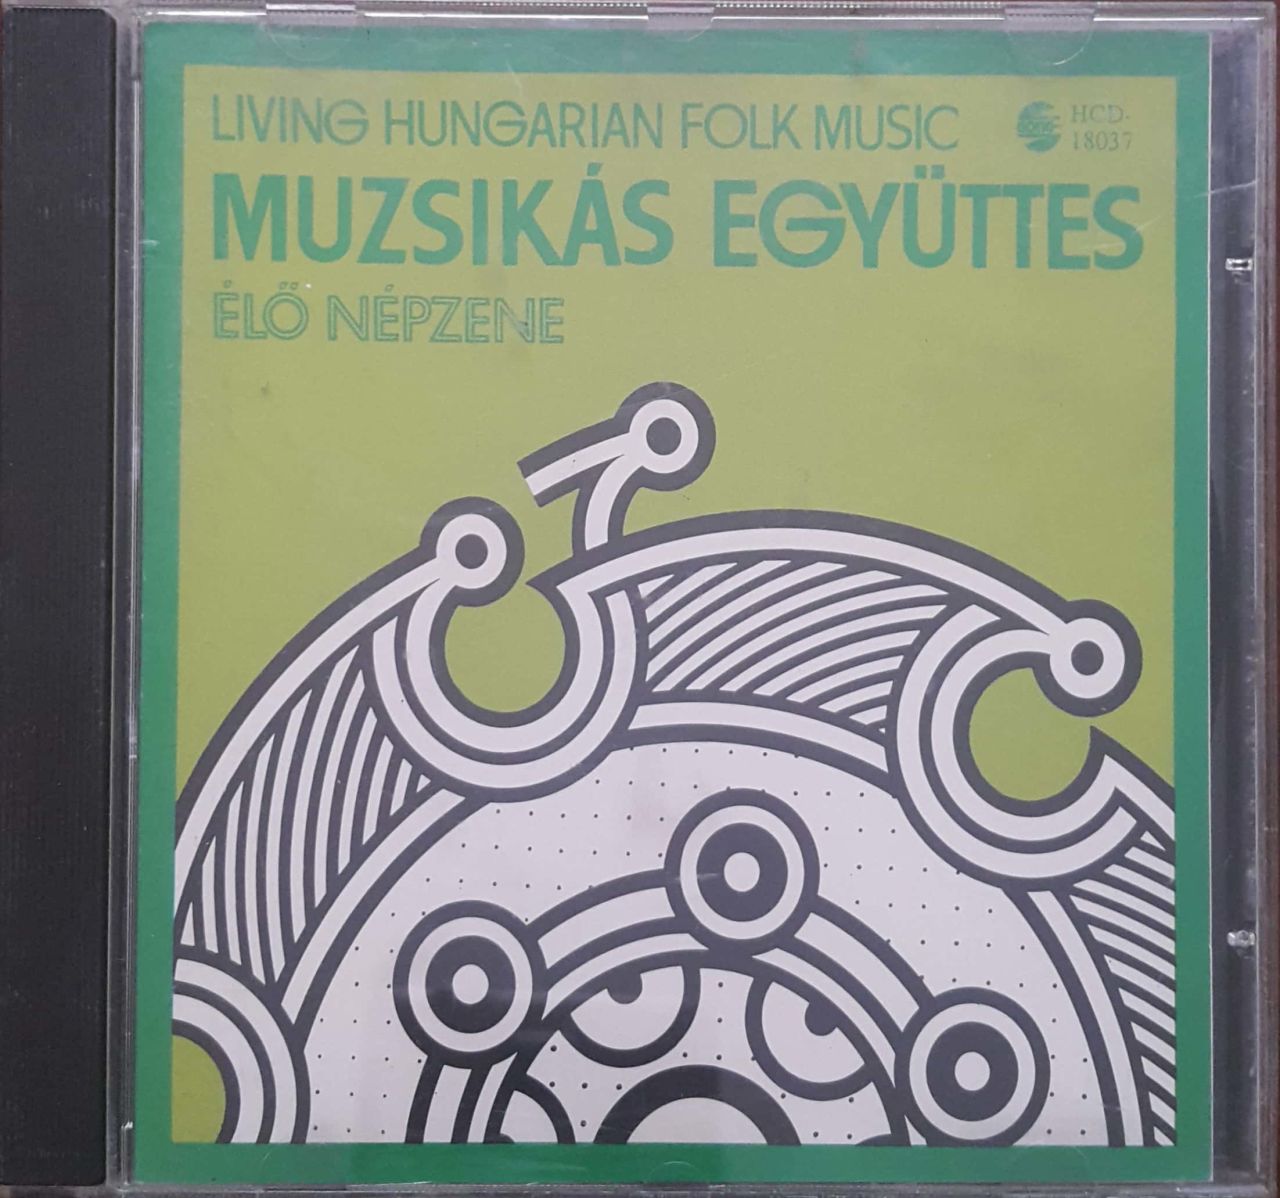 LIVING HUNGARIAN FOLK MUSIC
HCD-
18037
MUZSIKÁS EGYÜTTES
ÉLŐ NÉPZENE